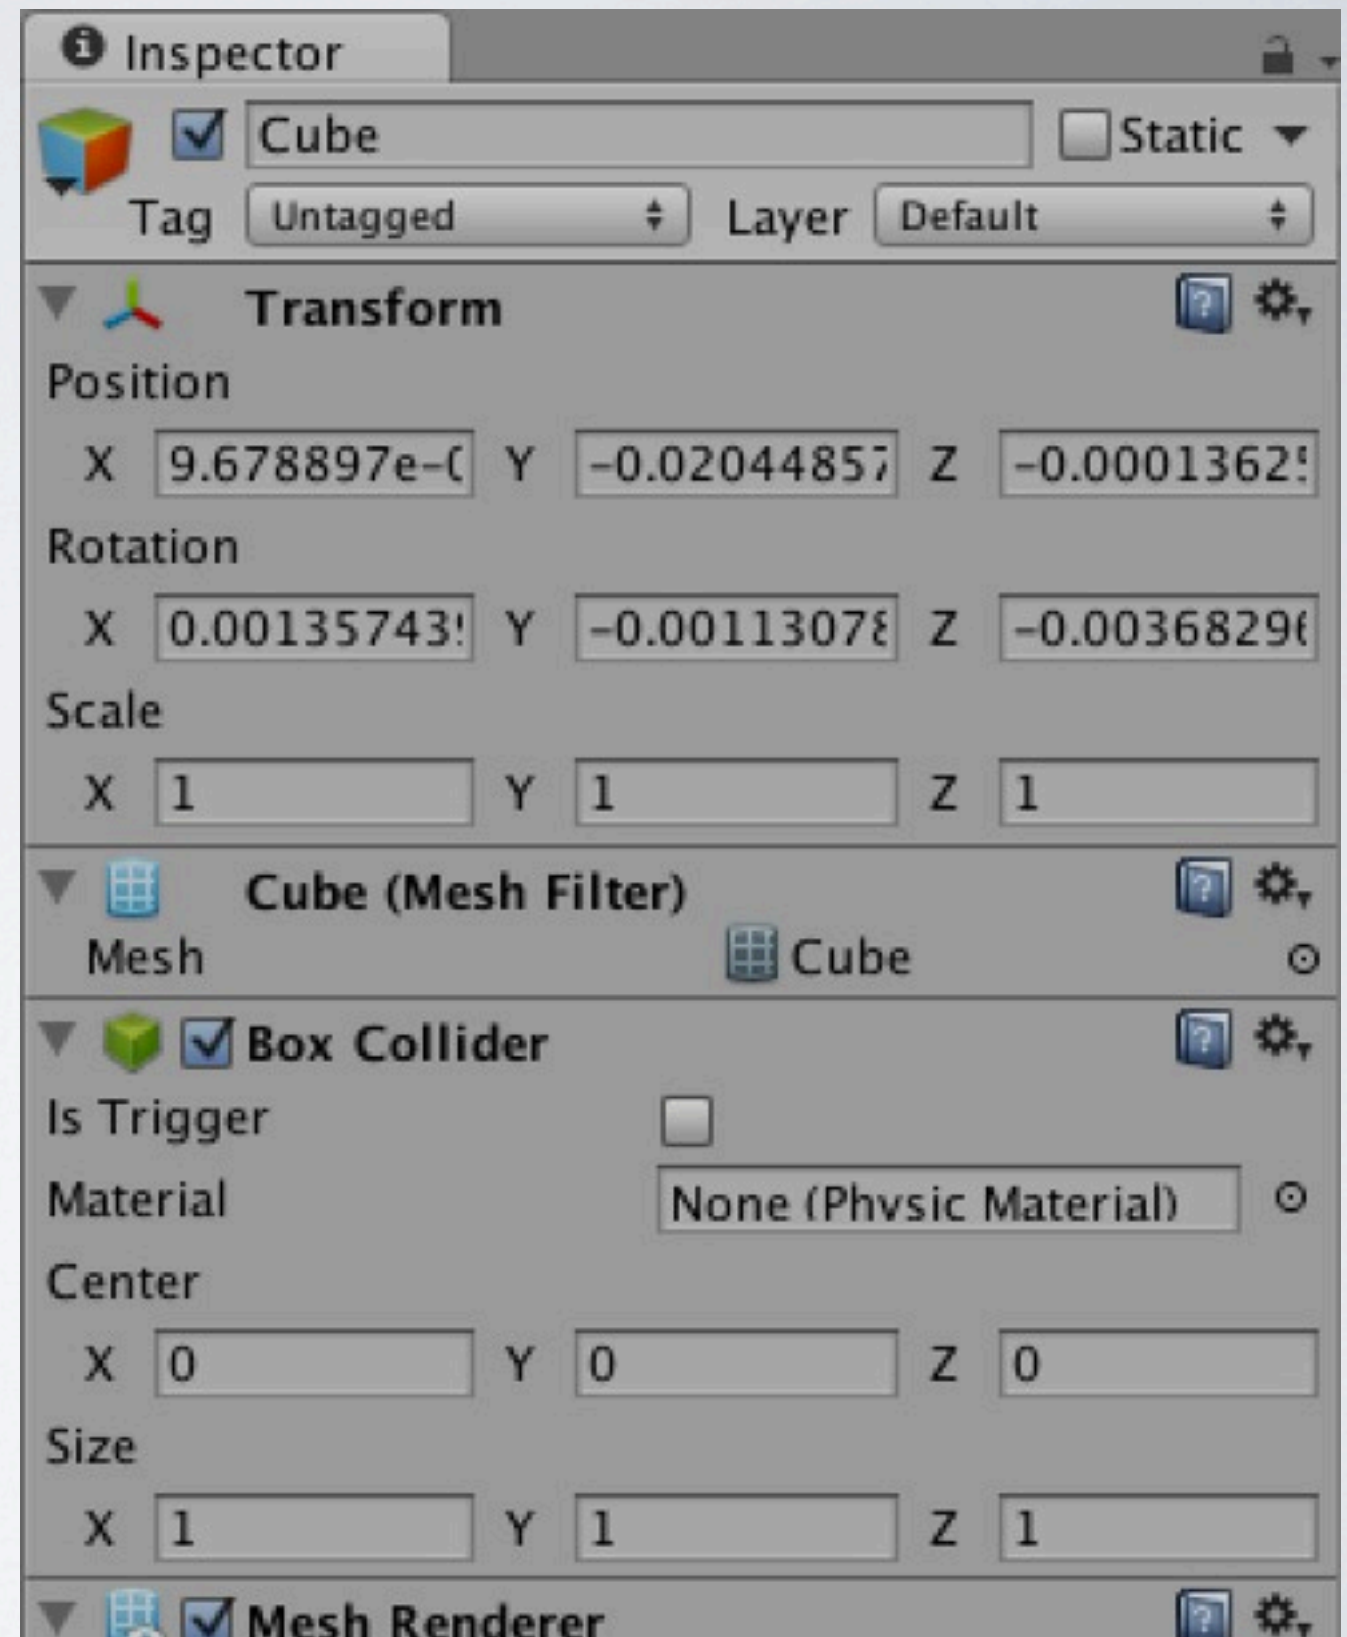 Inspector
Cube Static
Tag Untagged Layer Default
Transform
Position
X 9.678897e-0 Y -0.02044857 Z -0.0001362
Rotation
X 0.00135743 Y -0.0011307 Z -0.0036829
Scale
X 1 Y 1 Z 1
Cube (Mesh Filter)
Mesh Cube
Box Collider
Is Trigger
Material None (Physic Material)
Center
X 0 Y 0 Z 0
Size
X 1 Y 1 Z 1
Mesh Renderer